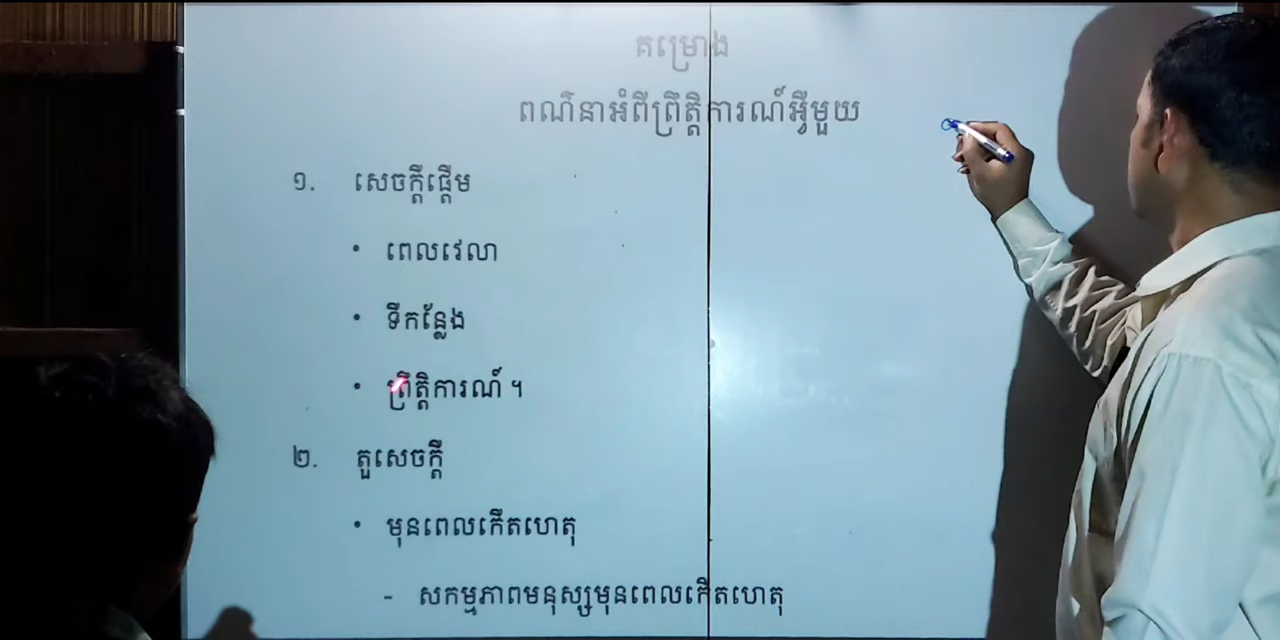 គម្រោង
ពណ៌នាអំពីព្រឹត្តិការណ៍អ្វីមួយ
១. សេចក្តីផ្តើម
• ពេលវេលា
• ទីកន្លែង
• ព្រឹត្តិការណ៍ ។
២. តួសេចក្តី
• មុនពេលកើតហេតុ
- សកម្មភាពមនុស្សមុនពេលកើតហេតុ